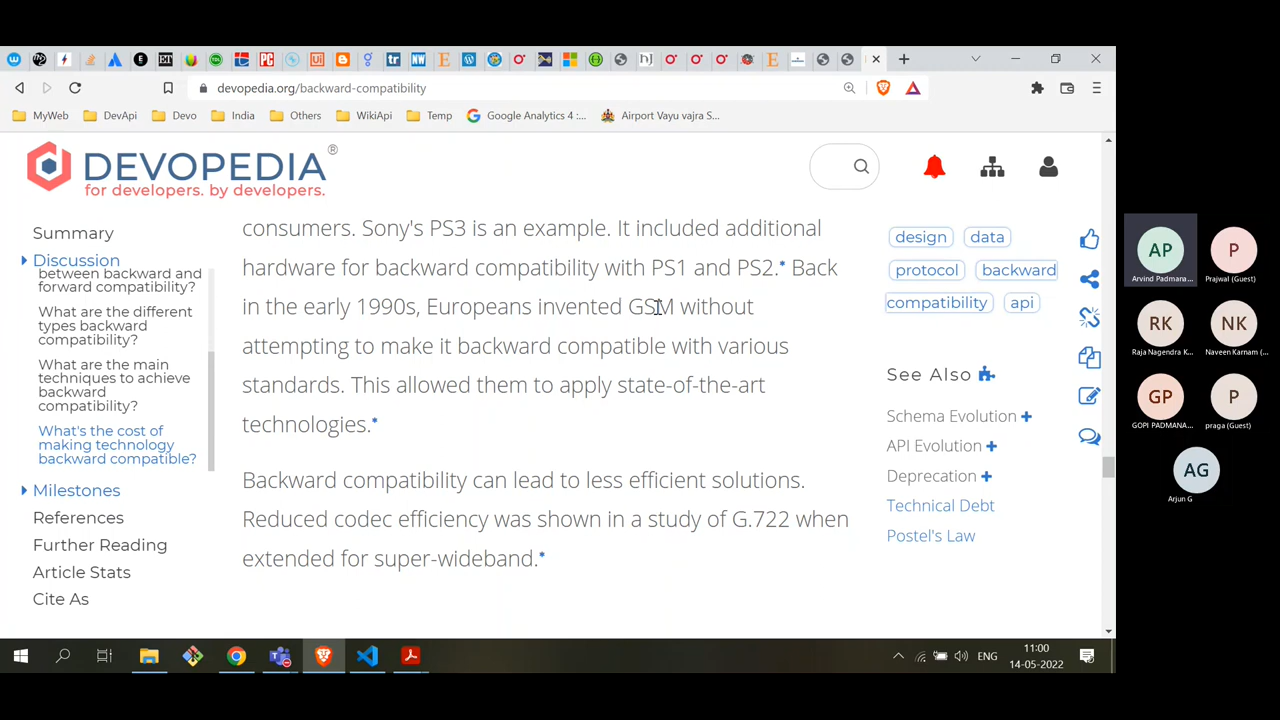 devopedia.org/backward-compatibility
MyWeb
DevApi
Devo
India
Others
WikiApi
Temp
Google Analytics 4 :...
Airport Vayu vajra S...
DEVOPEDIA®
for developers. by developers.
Summary
Discussion
between backward and
forward compatibility?
What are the different
types backward
compatibility?
What are the main
techniques to achieve
backward
compatibility?
What's the cost of
making technology
backward compatible?
Milestones
References
Further Reading
Article Stats
Cite As
consumers. Sony's PS3 is an example. It included additional
hardware for backward compatibility with PS1 and PS2.* Back
in the early 1990s, Europeans invented GSM without
attempting to make it backward compatible with various
standards. This allowed them to apply state-of-the-art
technologies.*
Backward compatibility can lead to less efficient solutions.
Reduced codec efficiency was shown in a study of G.722 when
extended for super-wideband.*
design data
protocol backward
compatibility api
See Also
Schema Evolution +
API Evolution +
Deprecation +
Technical Debt
Postel's Law
AP
Arvind Padmana...
P
Prajwal (Guest)
RK
Raja Nagendra K...
NK
Naveen Karnam (...
GP
GOPI PADMANA...
P
praga (Guest)
AG
Arjun G
ENG
11:00
14-05-2022